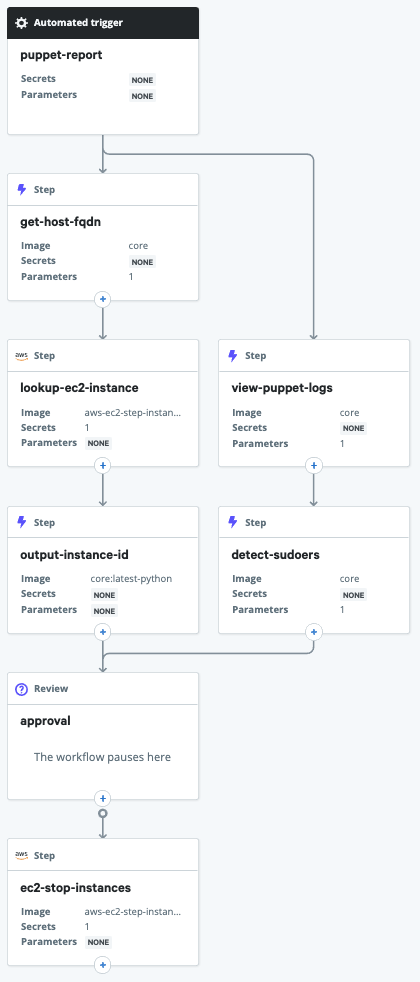 Automated trigger
puppet-report
Secrets NONE
Parameters NONE
Step
get-host-fqdn
Image core
Secrets NONE
Parameters 1
+
aws Step
lookup-ec2-instance
Image aws-ec2-step-instan...
Secrets 1
Parameters NONE
+
Step
view-puppet-logs
Image core
Secrets NONE
Parameters 1
+
Step
output-instance-id
Image core:latest-python
Secrets NONE
Parameters NONE
+
Step
detect-sudoers
Image core
Secrets NONE
Parameters 1
+
? Review
approval
The workflow pauses here
+
aws Step
ec2-stop-instances
Image aws-ec2-step-instan...
Secrets 1
Parameters NONE
+